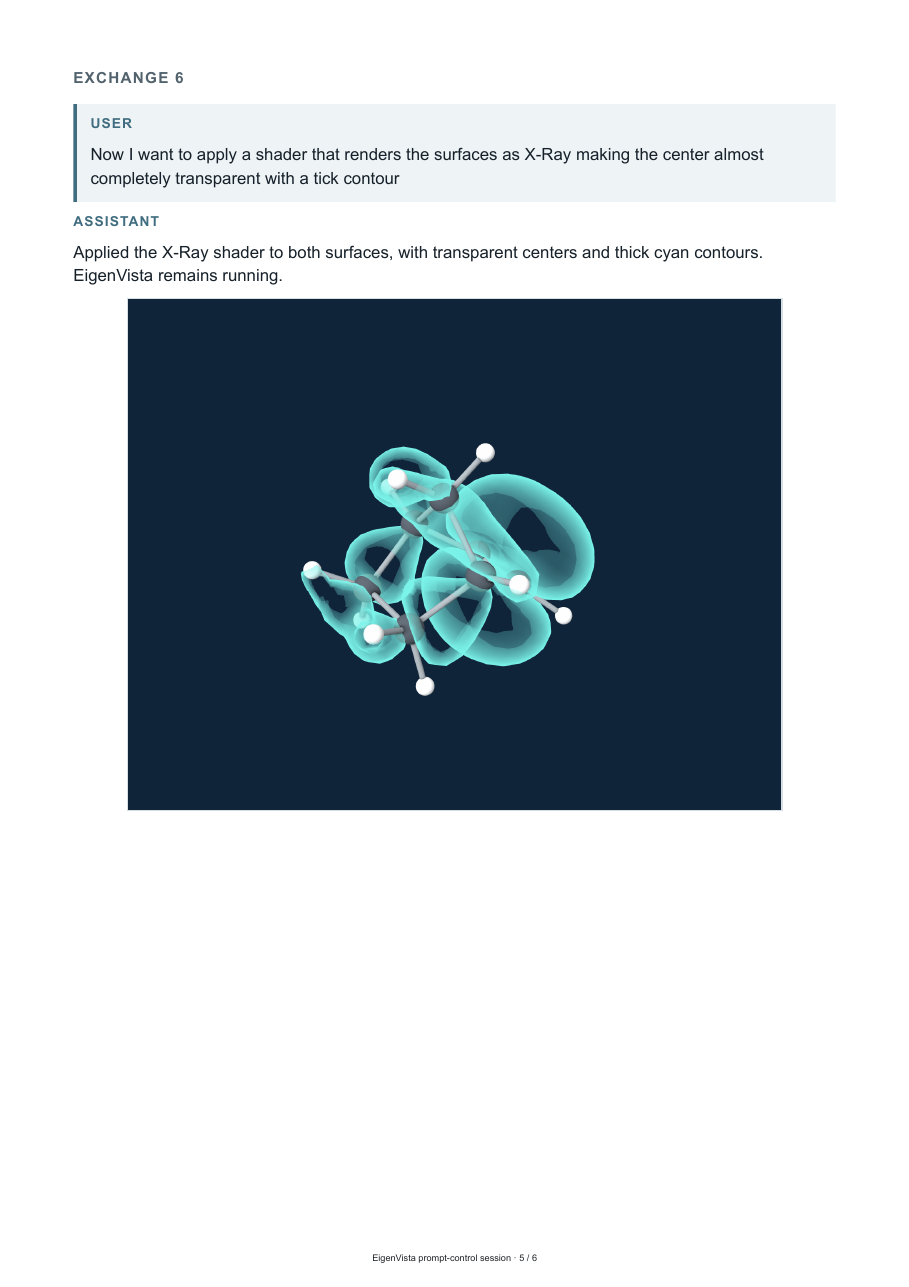 EXCHANGE 6
USER
Now I want to apply a shader that renders the surfaces as X-Ray making the center almost
completely transparent with a tick contour
ASSISTANT
Applied the X-Ray shader to both surfaces, with transparent centers and thick cyan contours.
EigenVista remains running.
EigenVista prompt-control session · 5 / 6